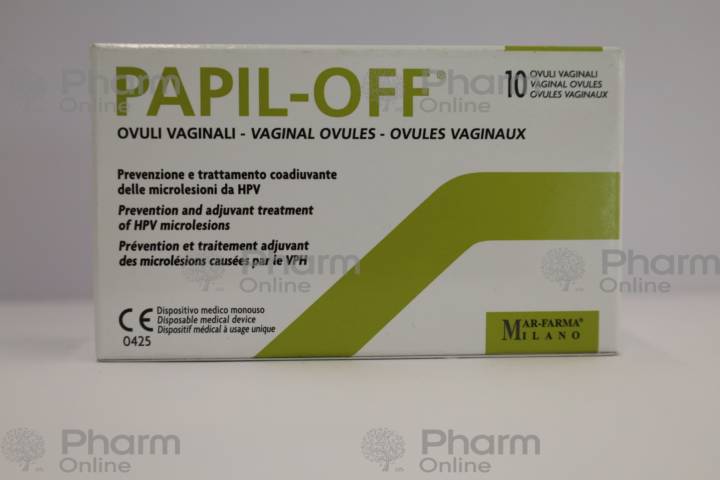 PAPIL-OFF®
10 OVULI VAGINALI
VAGINAL OVULES
OVULES VAGINAUX
OVULI VAGINALI - VAGINAL OVULES - OVULES VAGINAUX
Prevenzione e trattamento coadiuvante
delle microlesioni da HPV
Prevention and adjuvant treatment
of HPV microlesions
Prévention et traitement adjuvant
des microlésions causées par le VPH
CE
0425
Dispositivo medico monouso
Disposable medical device
Dispositif médical à usage unique
MAR-FARMA®
MILANO
Pharm
Online
Pharm
Online
Pharm
Online
Pharm
Online
Pharm
Online
Pharm
Online